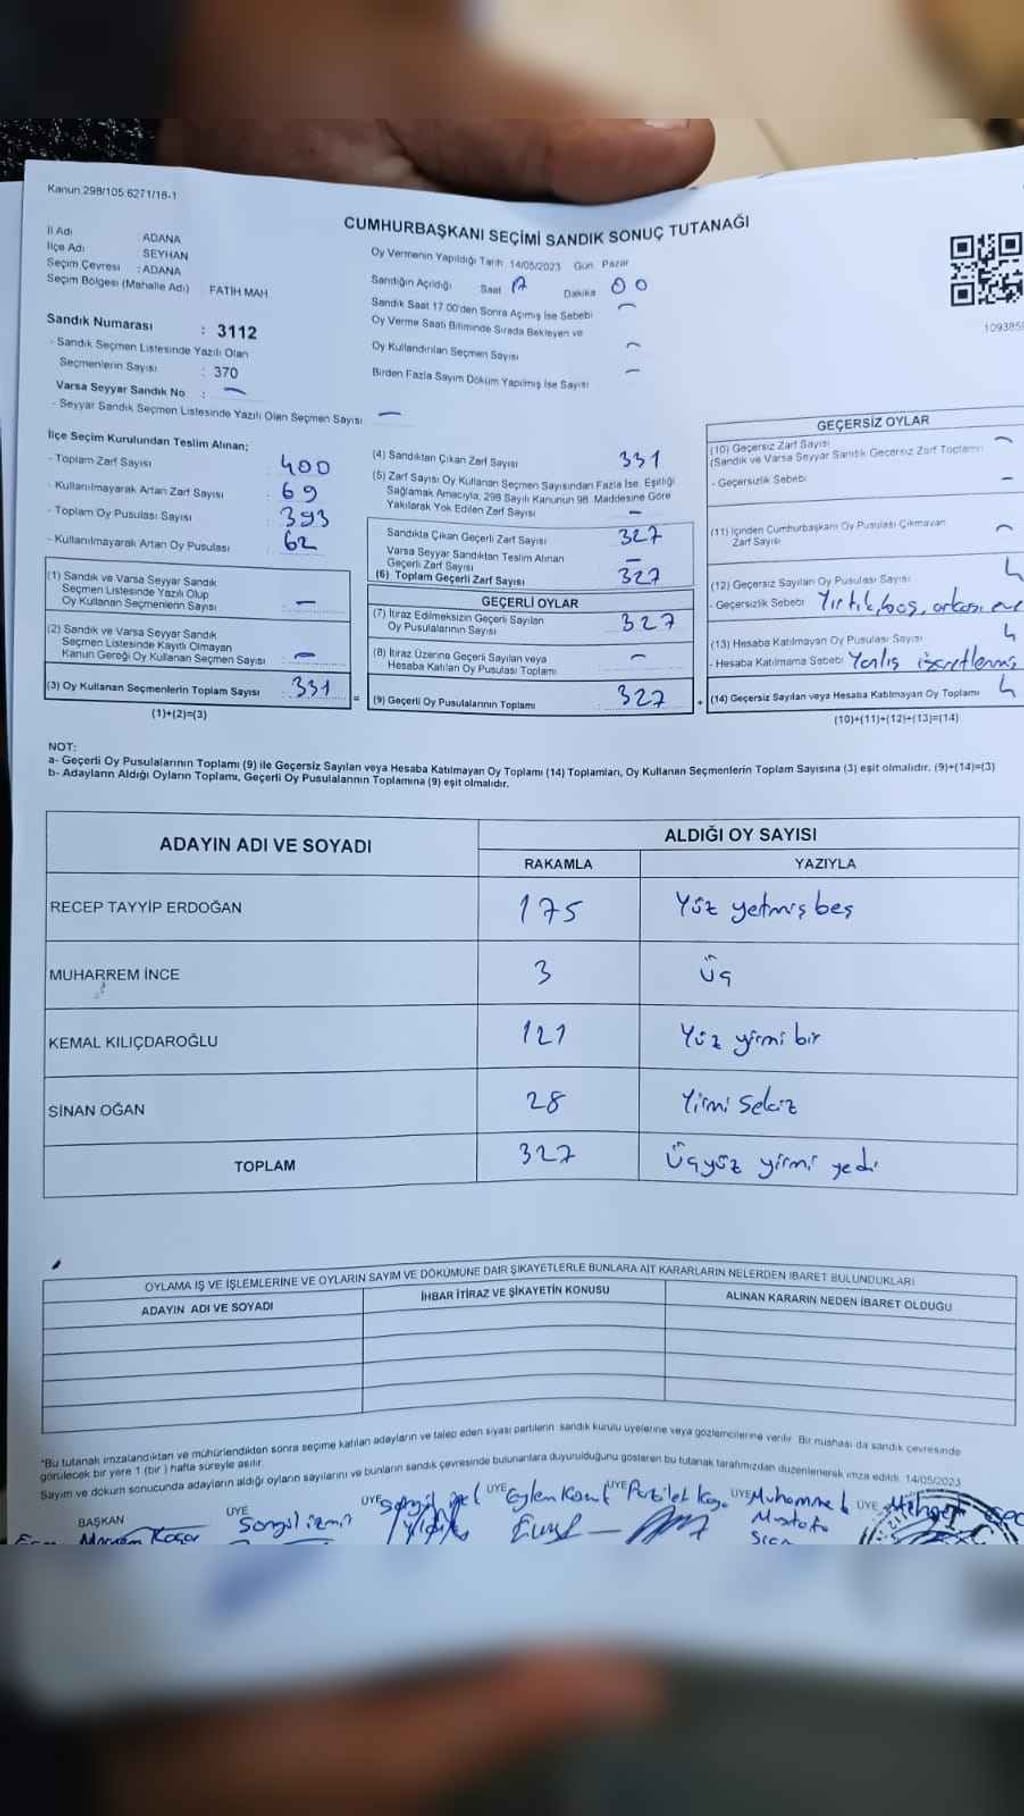 Kanun:298/105.6271/18-1
CUMHURBAŞKANI SEÇİMİ SANDIK SONUÇ TUTANAĞI
İl Adı : ADANA
İlçe Adı : SEYHAN
Seçim Çevresi : ADANA
Seçim Bölgesi (Mahalle Adı) FATİH MAH
Sandık Numarası : 3112
- Sandık Seçmen Listesinde Yazılı Olan
Seçmenlerin Sayısı : 370
Varsa Seyyar Sandık No : -
- Seyyar Sandık Seçmen Listesinde Yazılı Olan Seçmen Sayısı -
Oy Vermenin Yapıldığı Tarih: 14/05/2023 Gün Pazar
Sandığın Açıldığı Saat 17 Dakika 00
Sandık Saat 17.00'den Sonra Açılmış İse Sebebi -
Oy Verme Saati Bitiminde Sırada Bekleyen ve
Oy Kullandırılan Seçmen Sayısı -
Birden Fazla Sayım Döküm Yapılmış İse Sayısı -
109385
İlçe Seçim Kurulundan Teslim Alınan;
- Toplam Zarf Sayısı : 400
- Kullanılmayarak Artan Zarf Sayısı : 69
- Toplam Oy Pusulası Sayısı : 393
- Kullanılmayarak Artan Oy Pusulası : 62
(1) Sandık ve Varsa Seyyar Sandık
Seçmen Listesinde Yazılı Olup
Oy Kullanan Seçmenlerin Sayısı : -
(2) Sandık ve Varsa Seyyar Sandık
Seçmen Listesinde Kayıtlı Olmayan
Kanun Gereği Oy Kullanan Seçmen Sayısı : -
(3) Oy Kullanan Seçmenlerin Toplam Sayısı : 331
(1)+(2)=(3)
(4) Sandıktan Çıkan Zarf Sayısı 331
(5) Zarf Sayısı Oy Kullanan Seçmen Sayısından Fazla İse, Eşitliği
Sağlamak Amacıyla, 298 Sayılı Kanunun 98. Maddesine Göre
Yakılarak Yok Edilen Zarf Sayısı -
Sandıkta Çıkan Geçerli Zarf Sayısı 327
Varsa Seyyar Sandıktan Teslim Alınan
Geçerli Zarf Sayısı -
(6) Toplam Geçerli Zarf Sayısı 327
GEÇERLİ OYLAR
(7) İtiraz Edilmeksizin Geçerli Sayılan
Oy Pusulalarının Sayısı 327
(8) İtiraz Üzerine Geçerli Sayılan veya
Hesaba Katılan Oy Pusulası Toplamı -
= (9) Geçerli Oy Pusulalarının Toplamı 327
GEÇERSİZ OYLAR
(10) Geçersiz Zarf Sayısı -
(Sandık ve Varsa Seyyar Sandık Geçersiz Zarf Toplamı)
- Geçersizlik Sebebi -
(11) İçinden Cumhurbaşkanı Oy Pusulası Çıkmayan
Zarf Sayısı -
(12) Geçersiz Sayılan Oy Pusulası Sayısı 4
- Geçersizlik Sebebi Yırtık, boş, arkası
(13) Hesaba Katılmayan Oy Pusulası Sayısı 4
- Hesaba Katılmama Sebebi Yanlış işaretlenmiş
+ (14) Geçersiz Sayılan veya Hesaba Katılmayan Oy Toplamı 4
(10)+(11)+(12)+(13)=(14)
NOT:
a- Geçerli Oy Pusulalarının Toplamı (9) ile Geçersiz Sayılan veya Hesaba Katılmayan Oy Toplamı (14) Toplamları, Oy Kullanan Seçmenlerin Toplam Sayısına (3) eşit olmalıdır. (9)+(14)=(3)
b- Adayların Aldığı Oyların Toplamı, Geçerli Oy Pusulalarının Toplamına (9) eşit olmalıdır.
ADAYIN ADI VE SOYADI
ALDIĞI OY SAYISI
RAKAMLA YAZIYLA
RECEP TAYYİP ERDOĞAN 175 Yüz yetmiş beş
MUHARREM İNCE 3 Üç
KEMAL KILIÇDAROĞLU 121 Yüz yirmi bir
SİNAN OĞAN 28 Yirmi Sekiz
TOPLAM 327 Üçyüz yirmi yedi
OYLAMA İŞ VE İŞLEMLERİNE VE OYLARIN SAYIM VE DÖKÜMÜNE DAİR ŞİKAYETLERLE BUNLARA AİT KARARLARIN NELERDEN İBARET BULUNDUKLARI
ADAYIN ADI VE SOYADI İHBAR İTİRAZ VE ŞİKAYETİN KONUSU ALINAN KARARIN NEDEN İBARET OLDUĞU
*Bu tutanak imzalandıktan ve mühürlendikten sonra seçime katılan adayların ve talep eden siyasi partilerin sandık kurulu üyelerine veya gözlemcilerine verilir. Bir nüshası da sandık çevresinde
görülecek bir yere 1 (bir ) hafta süreyle asılır.
Sayım ve döküm sonucunda adayların aldığı oyların sayılarını ve bunların sandık çevresinde bulunanlara duyurulduğunu gösteren bu tutanak tarafımızdan düzenlenerek imza edildi. 14/05/2023
BAŞKAN ÜYE ÜYE ÜYE ÜYE ÜYE ÜYE
Songül izmir
Muhammed
Mustafa
Mehmet